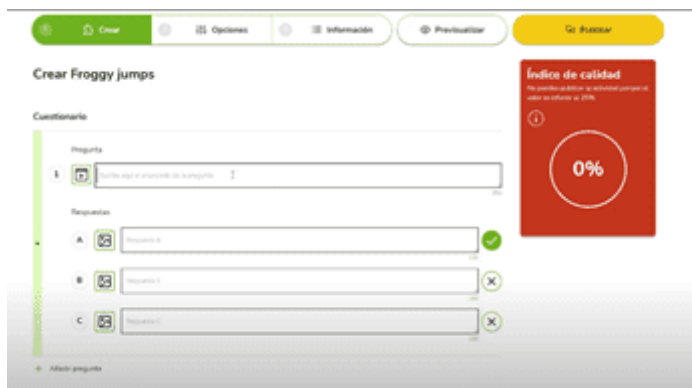 Crear
Opciones
Información
Previsualizar
Crear Froggy jumps
Índice de calidad
No puedes publicar la actividad porque el
valor es inferior al 25%
0%
Cuestionario
Pregunta
1
Escribe aquí el enunciado de la pregunta
Respuestas
A
Respuesta A
B
C
Añadir pregunta